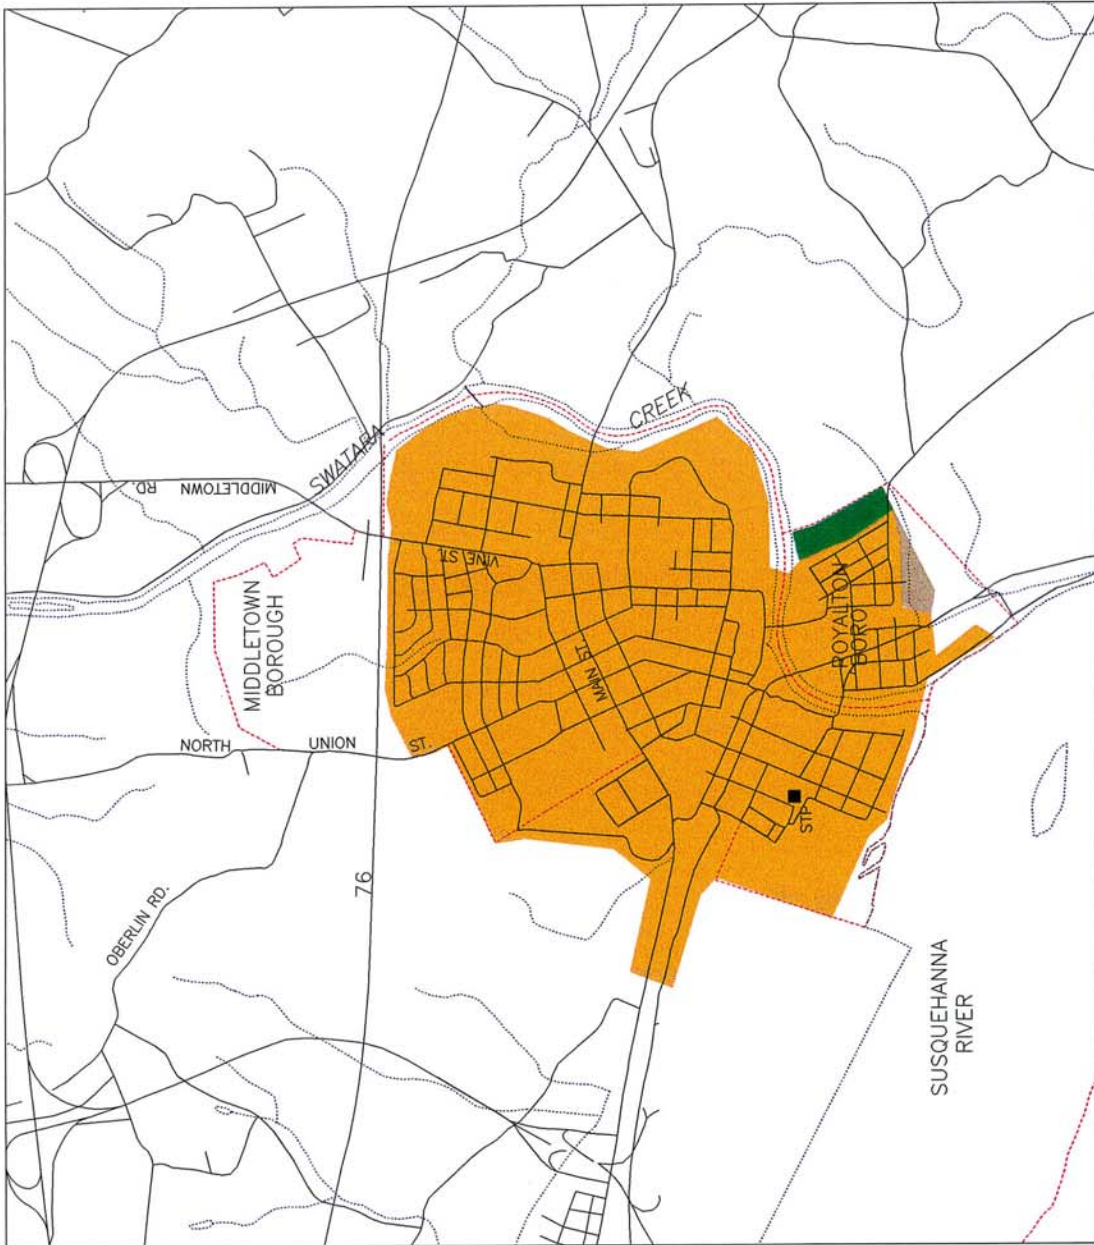 MIDDLETOWN RD.
SWATARA
CREEK
MIDDLETOWN
BOROUGH
VINE ST.
NORTH UNION ST.
MAIN ST.
ROYALTON
BORO
OBERLIN RD.
76
STP
SUSQUEHANNA
RIVER